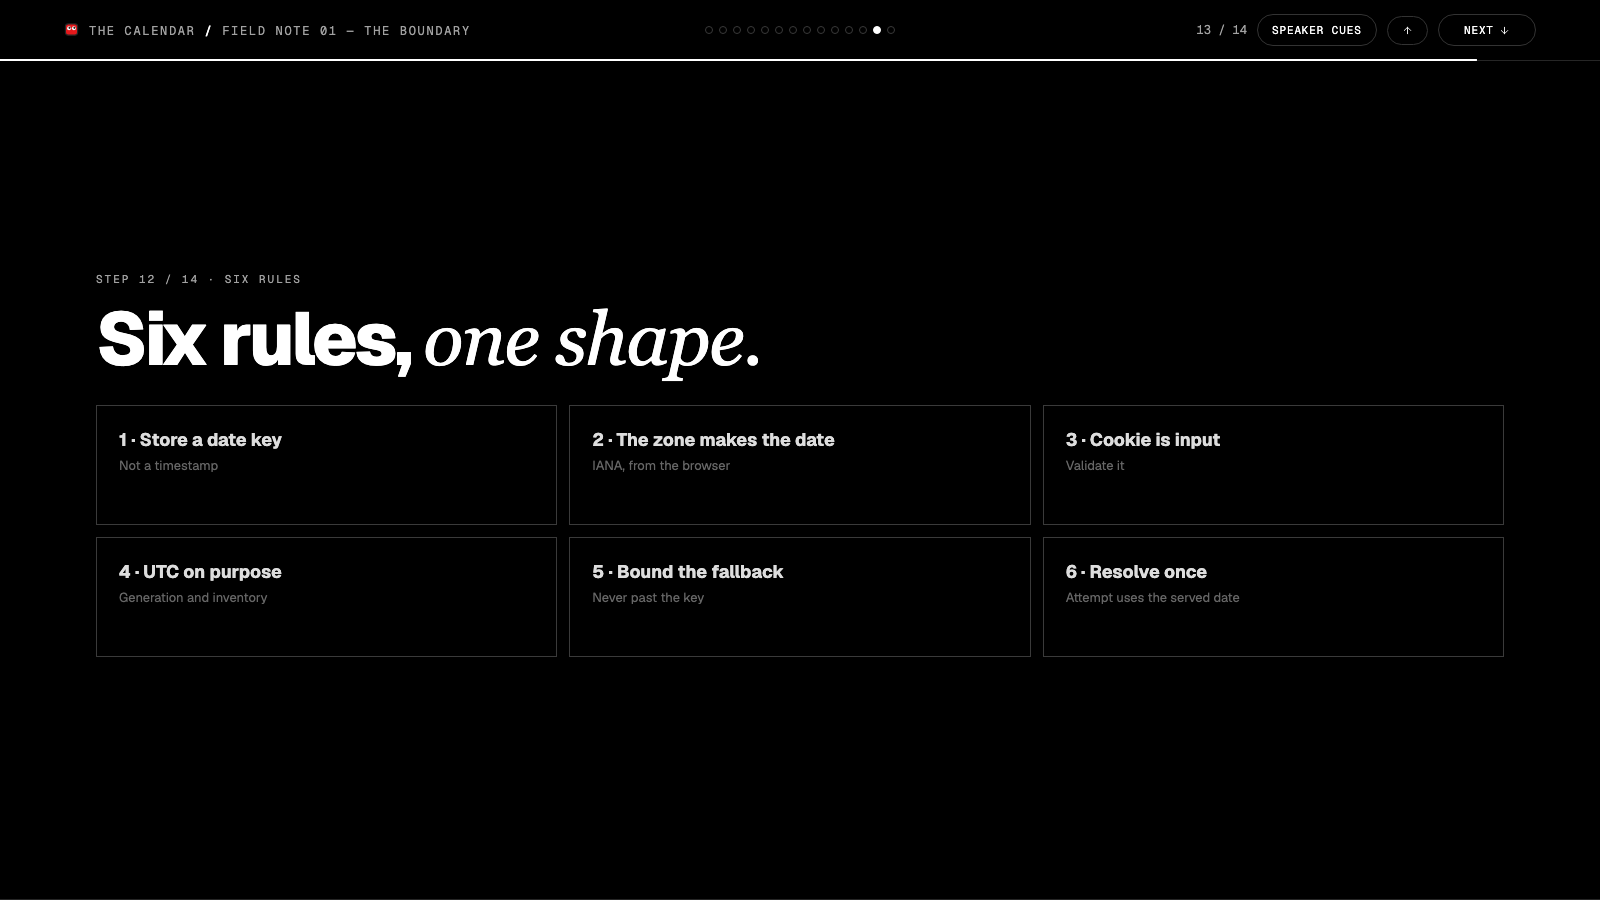 THE CALENDAR / FIELD NOTE 01 — THE BOUNDARY
13 / 14
SPEAKER CUES
↑
NEXT ↓
STEP 12 / 14 · SIX RULES
Six rules, one shape.
1 · Store a date key
Not a timestamp
2 · The zone makes the date
IANA, from the browser
3 · Cookie is input
Validate it
4 · UTC on purpose
Generation and inventory
5 · Bound the fallback
Never past the key
6 · Resolve once
Attempt uses the served date